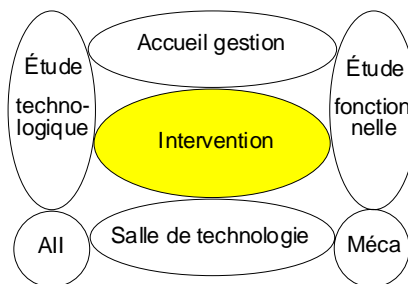 Accueil gestion
Étude
techno-
logique
Étude
fonction
nelle
Intervention
AII
Salle de technologie
Méca